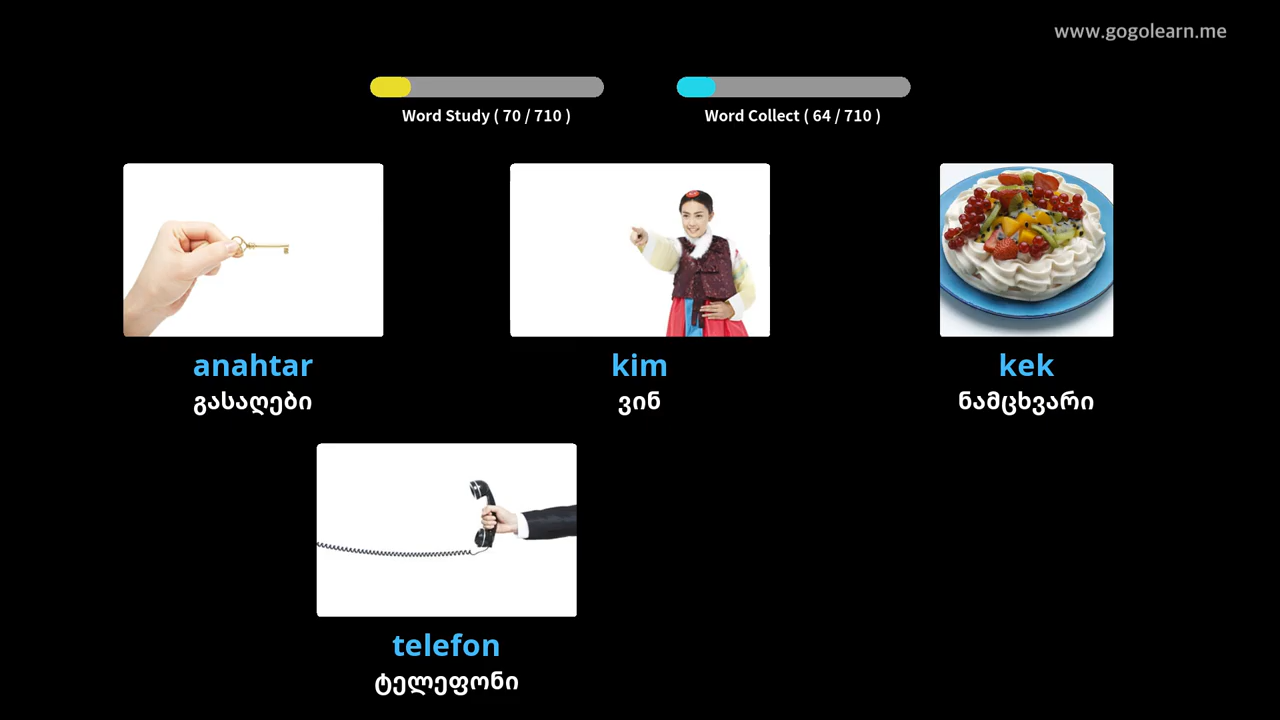 www.gogolearn.me
Word Study ( 70 / 710 )
Word Collect ( 64 / 710 )
anahtar
გასაღები
kim
ვინ
kek
ნამცხვარი
telefon
ტელეფონი